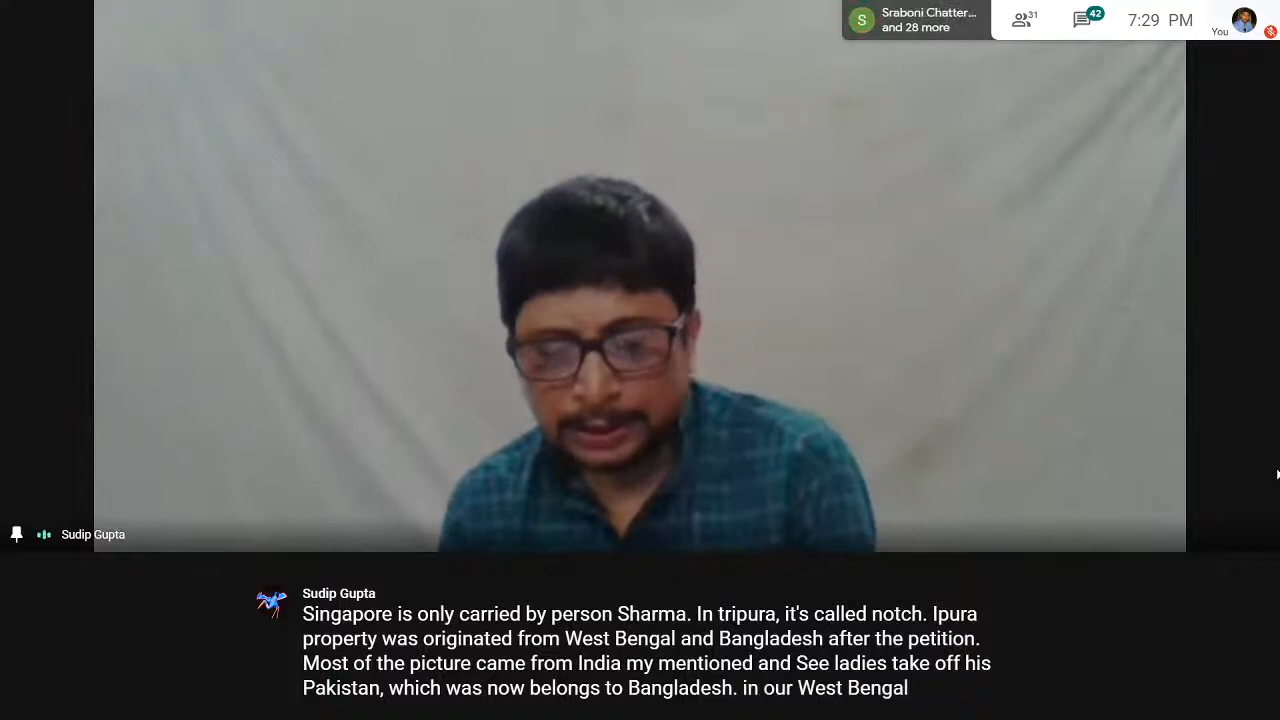 Sraboni Chatter...
and 28 more
31
42
7:29 PM
You
S
Sudip Gupta
Sudip Gupta
Singapore is only carried by person Sharma. In tripura, it's called notch. Ipura
property was originated from West Bengal and Bangladesh after the petition.
Most of the picture came from India my mentioned and See ladies take off his
Pakistan, which was now belongs to Bangladesh. in our West Bengal